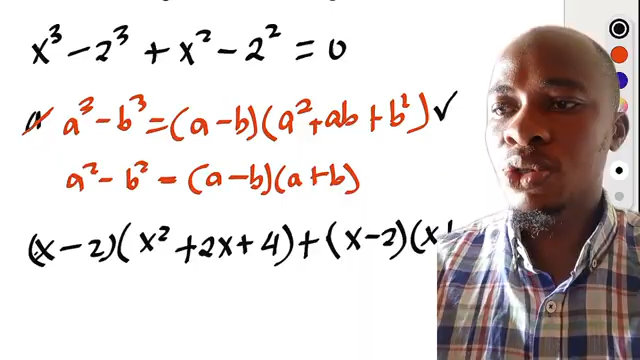 x³ - 2³ + x² - 2² = 0
a³ - b³ = (a - b)(a² + ab + b²) ✓
a² - b² = (a - b)(a + b)
(x - 2)(x² + 2x + 4) + (x - 2)(x